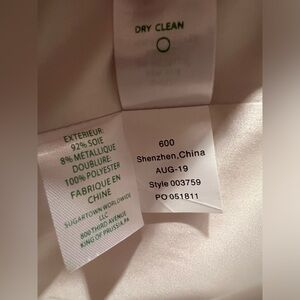 DRY CLEAN
EXTERIEUR:
92% SOIE
8% METALLIQUE
DOUBLURE:
100% POLYESTER
FABRIQUE EN
CHINE
SUGARTOWN WORLDWIDE
LLC
800 THIRD AVENUE
KING OF PRUSSIA, PA
600
Shenzhen,China
AUG-19
Style 003759
PO 051811